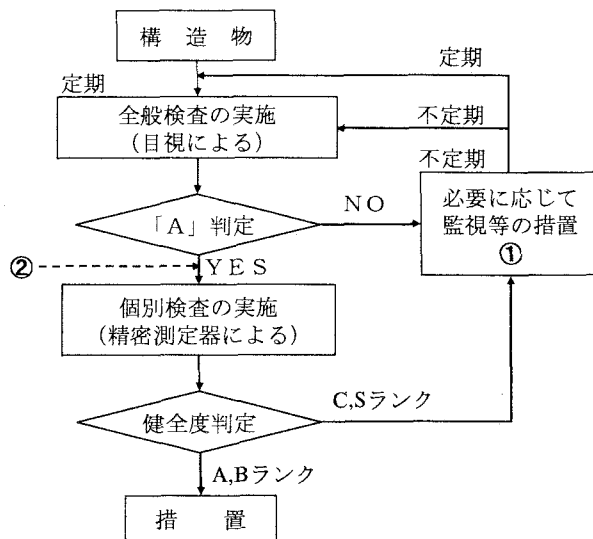 構造物
定期
定期
全般検査の実施
(目視による)
不定期
不定期
「A」判定
NO
必要に応じて
監視等の措置
①
②
YES
個別検査の実施
(精密測定器による)
健全度判定
C,Sランク
A,Bランク
措置